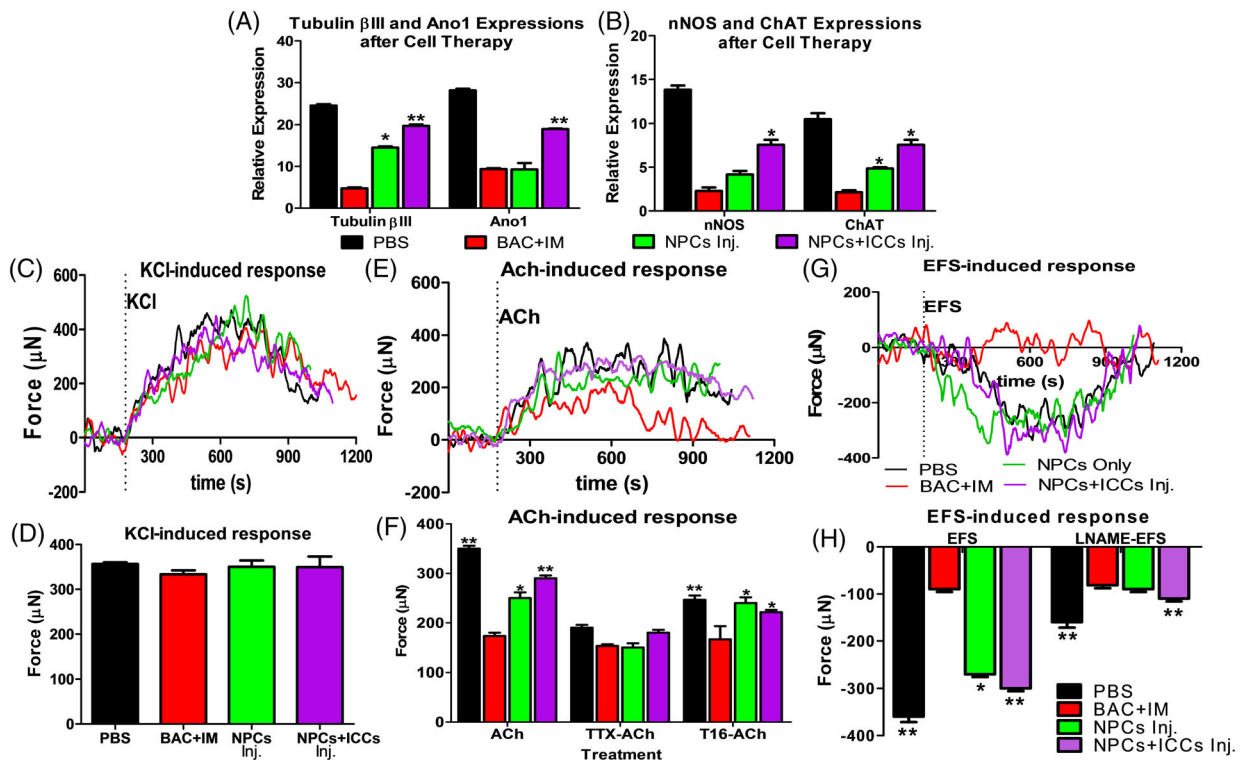 (A)
Tubulin βIII and Ano1 Expressions
after Cell Therapy
Relative Expression
40
30
20
10
0
*
**
**
Tubulin βIII
Ano1
(B)
nNOS and ChAT Expressions
after Cell Therapy
Relative Expression
20
15
10
5
0
*
*
*
nNOS
ChAT
PBS
BAC+IM
NPCs Inj.
NPCs+ICCs Inj.
(C)
KCl-induced response
KCl
Force (μN)
600
400
200
0
-200
300
600
900
1200
time (s)
(E)
Ach-induced response
ACh
Force (μN)
600
400
200
0
-200
300
600
900
1200
time (s)
(G)
EFS-induced response
EFS
Force (μN)
200
0
-200
-400
300
600
900
1200
time (s)
PBS
BAC+IM
NPCs Only
NPCs+ICCs Inj.
(D)
KCl-induced response
Force (μN)
400
300
200
100
0
PBS
BAC+IM
NPCs
Inj.
NPCs+ICCs
Inj.
(F)
ACh-induced response
Force (μN)
400
300
200
100
0
**
*
**
**
*
*
ACh
TTX-ACh
T16-ACh
Treatment
(H)
EFS-induced response
EFS
LNAME-EFS
Force (μN)
0
-100
-200
-300
-400
**
*
**
**
**
PBS
BAC+IM
NPCs Inj.
NPCs+ICCs Inj.